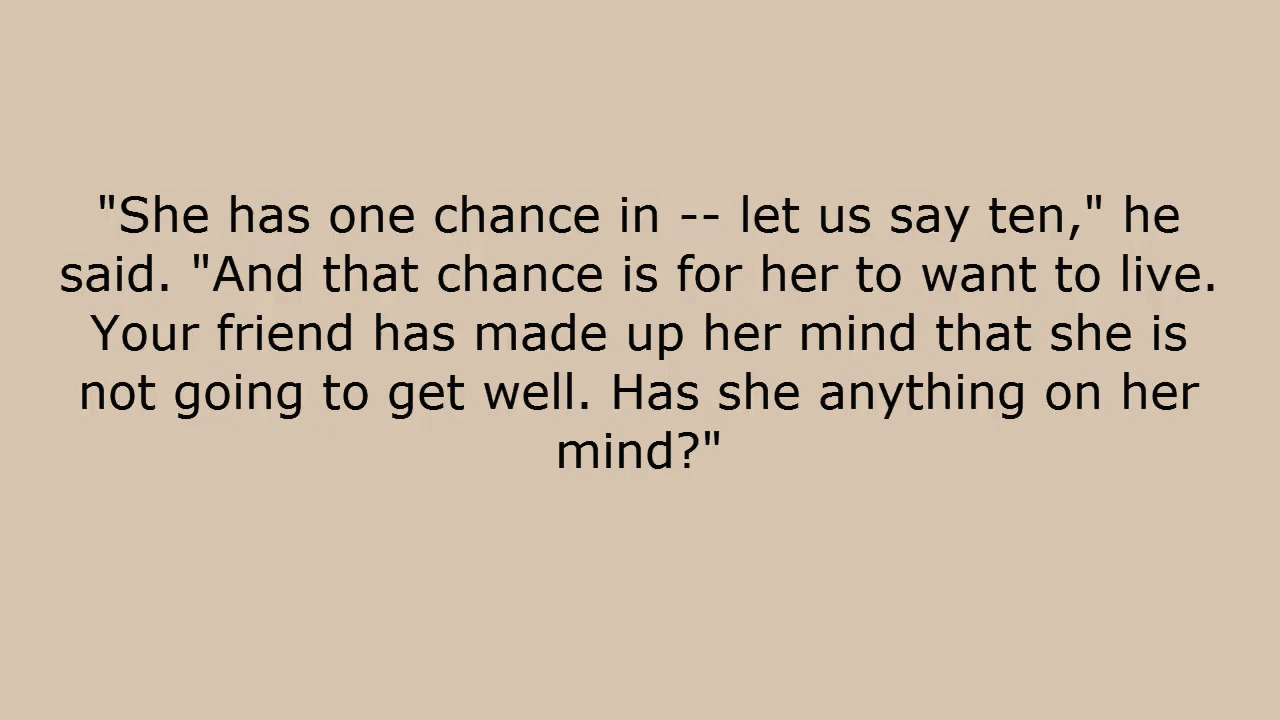 "She has one chance in -- let us say ten," he
said. "And that chance is for her to want to live.
Your friend has made up her mind that she is
not going to get well. Has she anything on her
mind?"